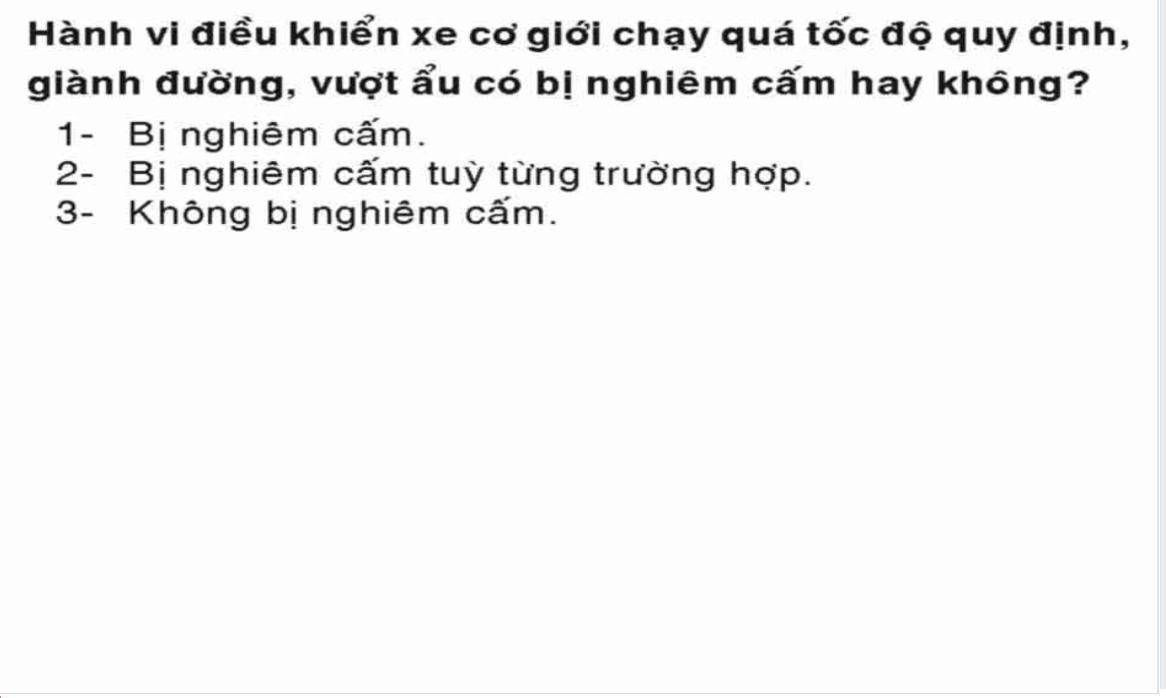 Hành vi điều khiển xe cơ giới chạy quá tốc độ quy định,
giành đường, vượt ẩu có bị nghiêm cấm hay không?
1- Bị nghiêm cấm.
2- Bị nghiêm cấm tuỳ từng trường hợp.
3- Không bị nghiêm cấm.